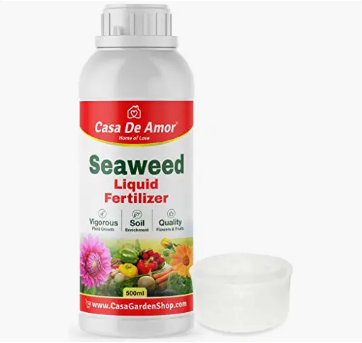 Casa De Amor®
Home of Love
Seaweed
Liquid
Fertilizer
Vigorous Soil Quality
Plant Growth Enrichment Flowers & Fruits
500ml
www.CasaGardenShop.com